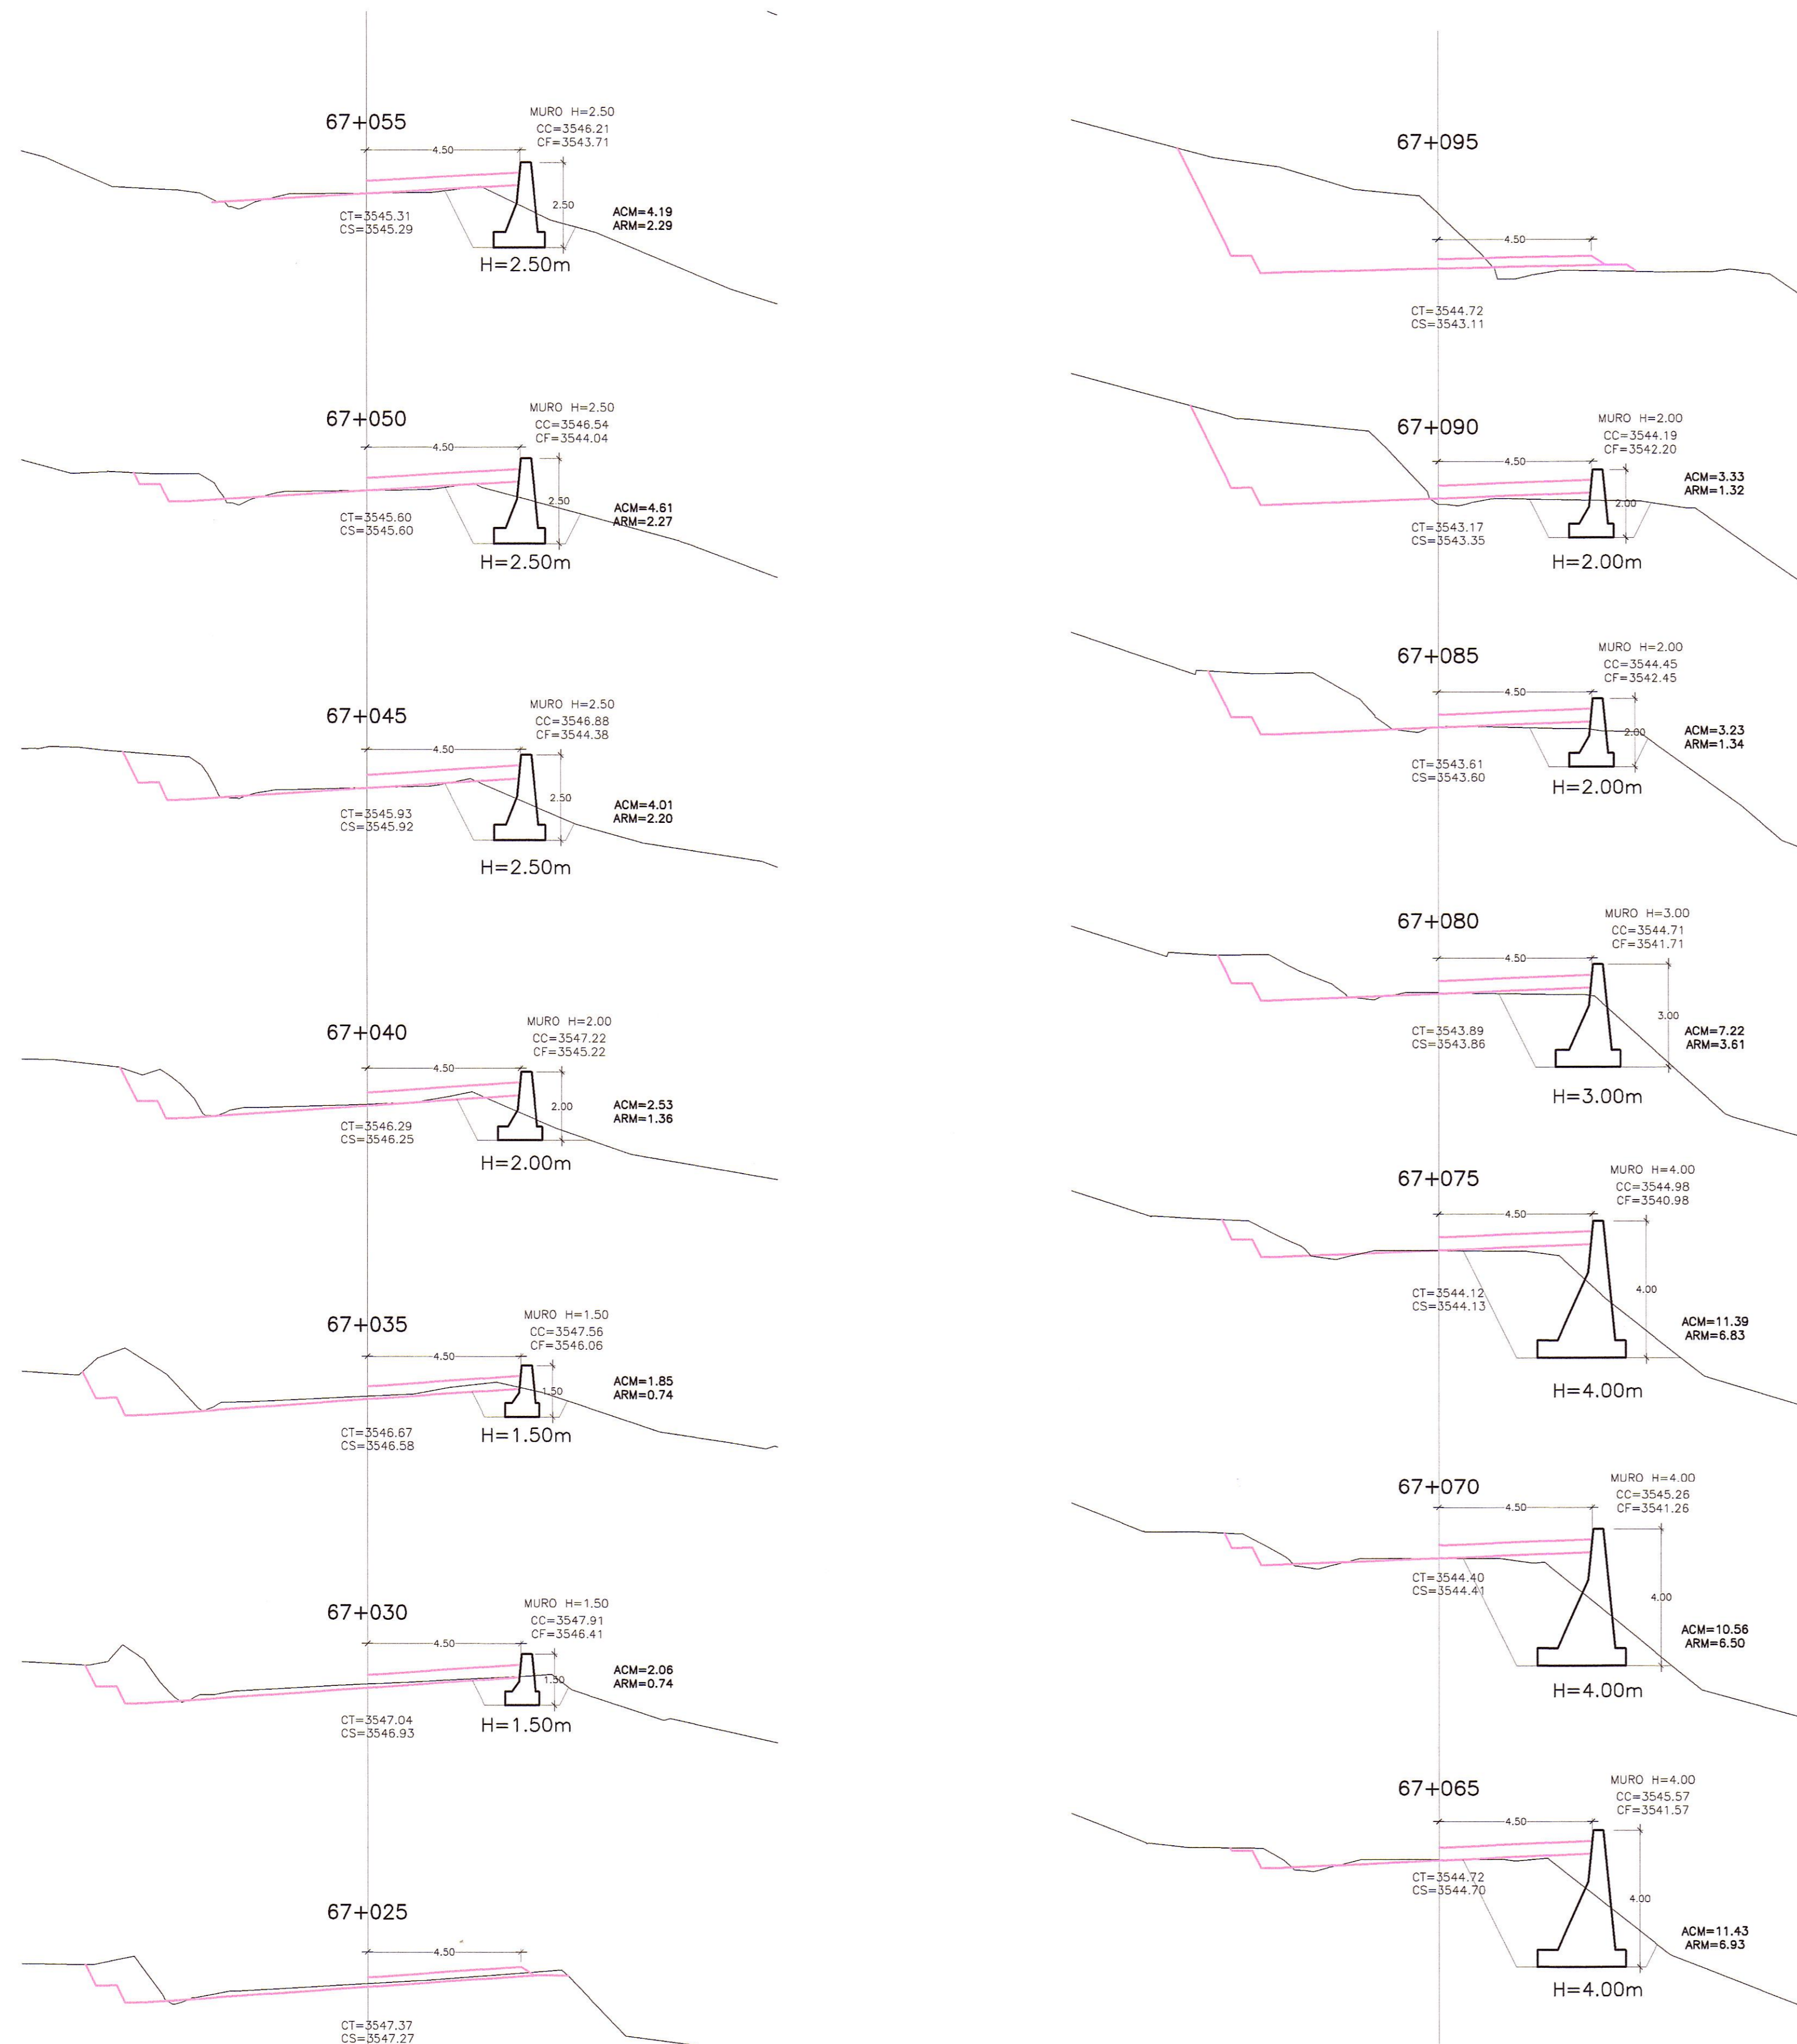 67+055
MURO H=2.50
CC=3546.21
CF=3543.71
4.50
2.50
CT=3545.31
CS=3545.29
ACM=4.19
ARM=2.29
H=2.50m
67+050
MURO H=2.50
CC=3546.54
CF=3544.04
4.50
2.50
CT=3545.60
CS=3545.60
ACM=4.61
ARM=2.27
H=2.50m
67+045
MURO H=2.50
CC=3546.88
CF=3544.38
4.50
2.50
CT=3545.93
CS=3545.92
ACM=4.01
ARM=2.20
H=2.50m
67+040
MURO H=2.00
CC=3547.22
CF=3545.22
4.50
2.00
CT=3546.29
CS=3546.25
ACM=2.53
ARM=1.36
H=2.00m
67+035
MURO H=1.50
CC=3547.56
CF=3546.06
4.50
1.50
CT=3546.67
CS=3546.58
ACM=1.85
ARM=0.74
H=1.50m
67+030
MURO H=1.50
CC=3547.91
CF=3546.41
4.50
1.50
CT=3547.04
CS=3546.93
ACM=2.06
ARM=0.74
H=1.50m
67+025
4.50
CT=3547.37
CS=3547.27
67+095
4.50
CT=3544.72
CS=3543.11
67+090
MURO H=2.00
CC=3544.19
CF=3542.20
4.50
2.00
CT=3543.17
CS=3543.35
ACM=3.33
ARM=1.32
H=2.00m
67+085
MURO H=2.00
CC=3544.45
CF=3542.45
4.50
2.00
CT=3543.61
CS=3543.60
ACM=3.23
ARM=1.34
H=2.00m
67+080
MURO H=3.00
CC=3544.71
CF=3541.71
4.50
3.00
CT=3543.89
CS=3543.86
ACM=7.22
ARM=3.61
H=3.00m
67+075
MURO H=4.00
CC=3544.98
CF=3540.98
4.50
4.00
CT=3544.12
CS=3544.13
ACM=11.39
ARM=6.83
H=4.00m
67+070
MURO H=4.00
CC=3545.26
CF=3541.26
4.50
4.00
CT=3544.40
CS=3544.41
ACM=10.56
ARM=6.50
H=4.00m
67+065
MURO H=4.00
CC=3545.57
CF=3541.57
4.50
4.00
CT=3544.72
CS=3544.70
ACM=11.43
ARM=6.93
H=4.00m